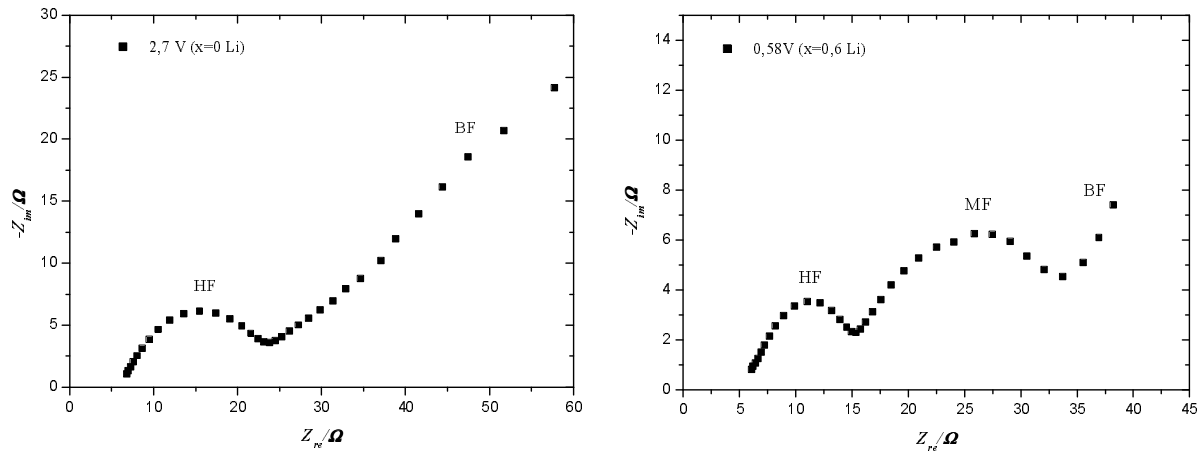 30
25
20
15
10
5
0
-Z_im/Ω
2,7 V (x=0 Li)
BF
HF
0 10 20 30 40 50 60
Z_re/Ω
14
12
10
8
6
4
2
0
-Z_im/Ω
0,58V (x=0,6 Li)
BF
MF
HF
0 5 10 15 20 25 30 35 40 45
Z_re/Ω